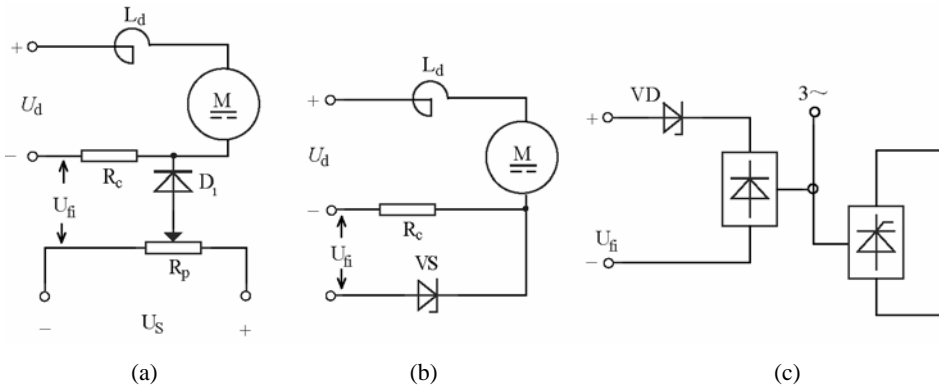 L_d
+
U_d
M
−
R_c
D_1
U_fi
R_p
−
U_S
+
(a)
L_d
+
U_d
M
−
R_c
U_fi
VS
(b)
VD
3～
+
U_fi
−
(c)